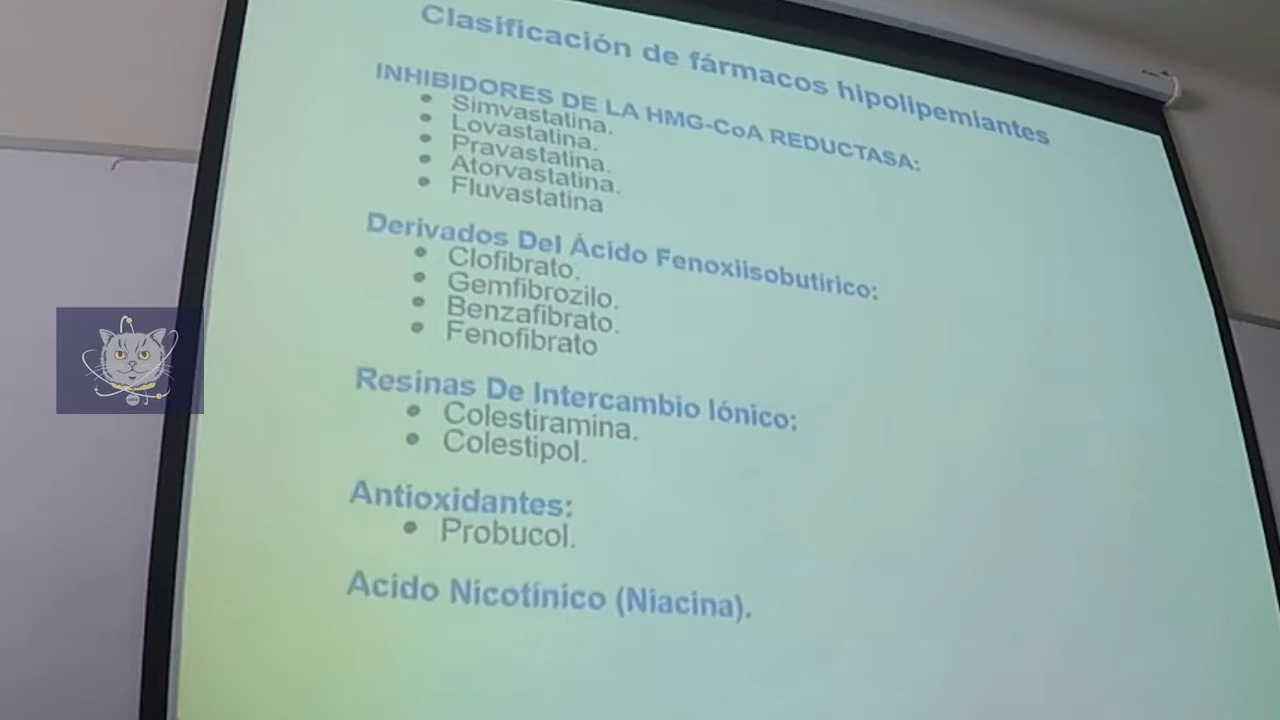 Clasificación de fármacos hipolipemiantes
INHIBIDORES DE LA HMG-CoA REDUCTASA:
• Simvastatina.
• Lovastatina.
• Pravastatina.
• Atorvastatina.
• Fluvastatina
Derivados Del Ácido Fenoxiisobutírico:
• Clofibrato.
• Gemfibrozilo.
• Benzafibrato.
• Fenofibrato
Resinas De Intercambio Iónico:
• Colestiramina.
• Colestipol.
Antioxidantes:
• Probucol.
Acido Nicotínico (Niacina).